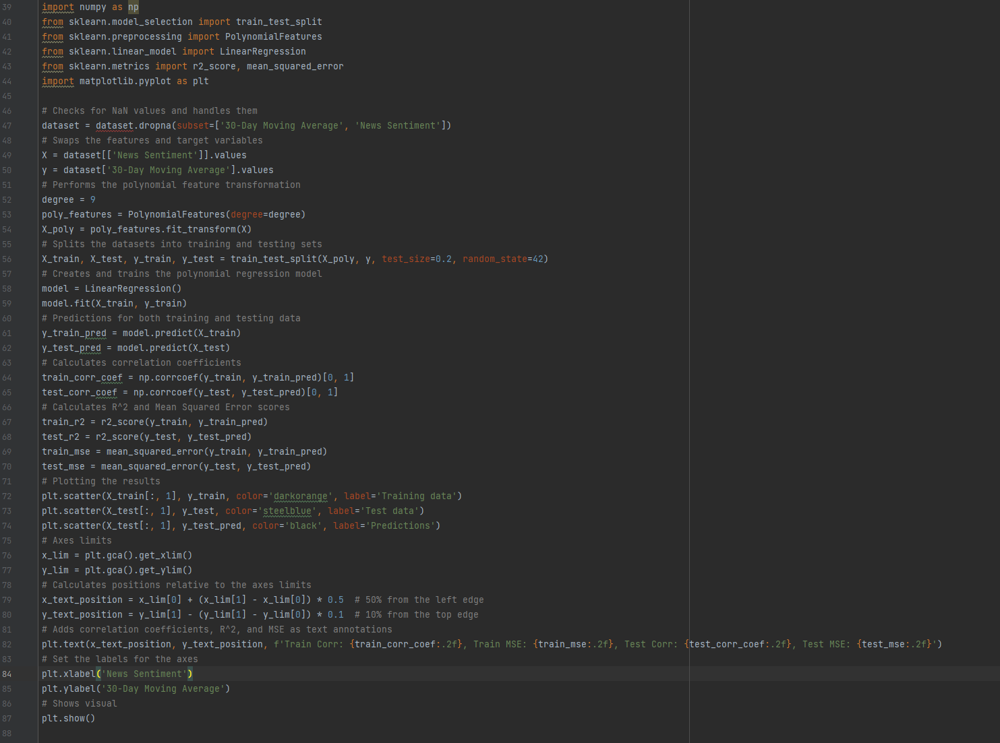 39 import numpy as np
40 from sklearn.model_selection import train_test_split
41 from sklearn.preprocessing import PolynomialFeatures
42 from sklearn.linear_model import LinearRegression
43 from sklearn.metrics import r2_score, mean_squared_error
44 import matplotlib.pyplot as plt
45
46 # Checks for NaN values and handles them
47 dataset = dataset.dropna(subset=['30-Day Moving Average', 'News Sentiment'])
48 # Swaps the features and target variables
49 X = dataset[['News Sentiment']].values
50 y = dataset['30-Day Moving Average'].values
51 # Performs the polynomial feature transformation
52 degree = 9
53 poly_features = PolynomialFeatures(degree=degree)
54 X_poly = poly_features.fit_transform(X)
55 # Splits the datasets into training and testing sets
56 X_train, X_test, y_train, y_test = train_test_split(X_poly, y, test_size=0.2, random_state=42)
57 # Creates and trains the polynomial regression model
58 model = LinearRegression()
59 model.fit(X_train, y_train)
60 # Predictions for both training and testing data
61 y_train_pred = model.predict(X_train)
62 y_test_pred = model.predict(X_test)
63 # Calculates correlation coefficients
64 train_corr_coef = np.corrcoef(y_train, y_train_pred)[0, 1]
65 test_corr_coef = np.corrcoef(y_test, y_test_pred)[0, 1]
66 # Calculates R^2 and Mean Squared Error scores
67 train_r2 = r2_score(y_train, y_train_pred)
68 test_r2 = r2_score(y_test, y_test_pred)
69 train_mse = mean_squared_error(y_train, y_train_pred)
70 test_mse = mean_squared_error(y_test, y_test_pred)
71 # Plotting the results
72 plt.scatter(X_train[:, 1], y_train, color='darkorange', label='Training data')
73 plt.scatter(X_test[:, 1], y_test, color='steelblue', label='Test data')
74 plt.scatter(X_test[:, 1], y_test_pred, color='black', label='Predictions')
75 # Axes limits
76 x_lim = plt.gca().get_xlim()
77 y_lim = plt.gca().get_ylim()
78 # Calculates positions relative to the axes limits
79 x_text_position = x_lim[0] + (x_lim[1] - x_lim[0]) * 0.5  # 50% from the left edge
80 y_text_position = y_lim[1] - (y_lim[1] - y_lim[0]) * 0.1  # 10% from the top edge
81 # Adds correlation coefficients, R^2, and MSE as text annotations
82 plt.text(x_text_position, y_text_position, f'Train Corr: {train_corr_coef:.2f}, Train MSE: {train_mse:.2f}, Test Corr: {test_corr_coef:.2f}, Test MSE: {test_mse:.2f}')
83 # Set the labels for the axes
84 plt.xlabel('News Sentiment')
85 plt.ylabel('30-Day Moving Average')
86 # Shows visual
87 plt.show()
88